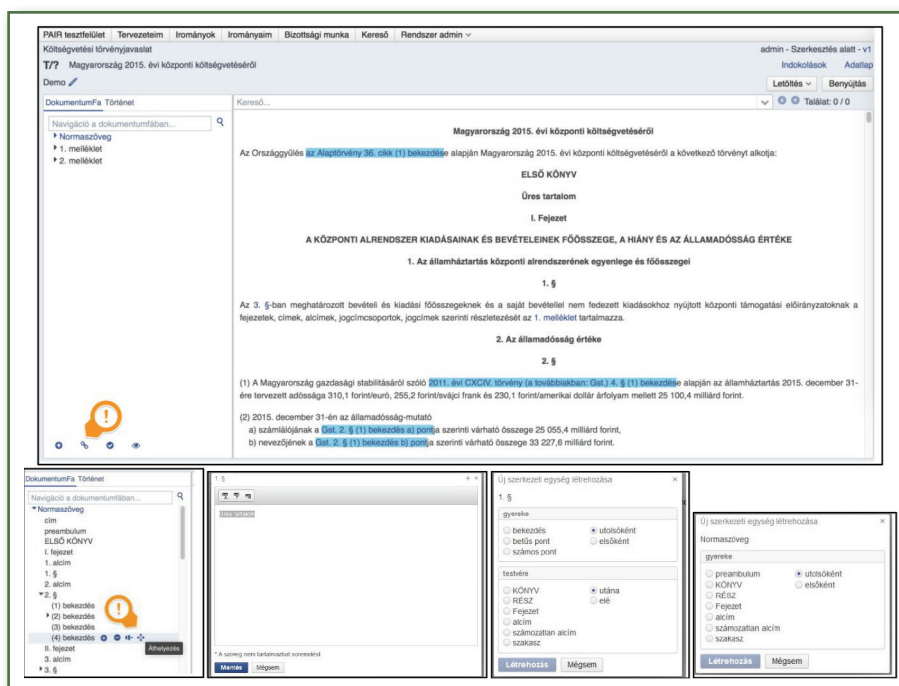 PAIR tesztfelület Tervezeteim Irományok Irományaim Bizottsági munka Kereső Rendszer admin
Költségvetési törvényjavaslat admin - Szerkesztés alatt - v1
T/? Magyarország 2015. évi központi költségvetéséről Indokolások Adatlap
Demo Letöltés Benyújtás
DokumentumFa Történet Kereső... Találat: 0 / 0
Navigáció a dokumentumfában...
Normaszöveg
1. melléklet
2. melléklet
Magyarország 2015. évi központi költségvetéséről
Az Országgyűlés az Alaptörvény 36. cikk (1) bekezdése alapján Magyarország 2015. évi központi költségvetéséről a következő törvényt alkotja:
ELSŐ KÖNYV
Üres tartalom
I. Fejezet
A KÖZPONTI ALRENDSZER KIADÁSAINAK ÉS BEVÉTELEINEK FŐÖSSZEGE, A HIÁNY ÉS AZ ÁLLAMADÓSSÁG ÉRTÉKE
1. Az államháztartás központi alrendszerének egyenlege és főösszegei
1. §
Az 3. §-ban meghatározott bevételi és kiadási főösszegeknek és a saját bevétellel nem fedezett kiadásokhoz nyújtott központi támogatási előirányzatoknak a
fejezetek, címek, alcímek, jogcímcsoportok, jogcímek szerinti részletezését az 1. melléklet tartalmazza.
2. Az államadósság értéke
2. §
(1) A Magyarország gazdasági stabilitásáról szóló 2011. évi CXCIV. törvény (a továbbiakban: Gst.) 4. § (1) bekezdése alapján az államháztartás 2015. december 31-
ére tervezett adóssága 310,1 forint/euró, 255,2 forint/svájci frank és 230,1 forint/amerikai dollár árfolyam mellett 25 100,4 milliárd forint.
(2) 2015. december 31-én az államadósság-mutató
a) számlálójának a Gst. 2. § (1) bekezdés a) pontja szerinti várható összege 25 055,4 milliárd forint,
b) nevezőjének a Gst. 2. § (1) bekezdés b) pontja szerinti várható összege 33 227,6 milliárd forint.
DokumentumFa Történet
Navigáció a dokumentumfában...
Normaszöveg
cím
preambulum
ELSŐ KÖNYV
I. fejezet
1. alcím
1. §
2. alcím
2. §
(1) bekezdés
(2) bekezdés
(3) bekezdés
(4) bekezdés
Áthelyezés
II. fejezet
3. alcím
3. §
1. §
Üres tartalom
* A szöveg nem tartalmazhat soremelést
Mentés Mégsem
Új szerkezeti egység létrehozása
1. §
gyereke
bekezdés utolsóként
betűs pont elsőként
számos pont
testvére
KÖNYV utána
RÉSZ elé
Fejezet
alcím
számozatlan alcím
szakasz
Létrehozás Mégsem
Új szerkezeti egység létrehozása
Normaszöveg
gyereke
preambulum utolsóként
KÖNYV elsőként
RÉSZ
Fejezet
alcím
számozatlan alcím
szakasz
Létrehozás Mégsem